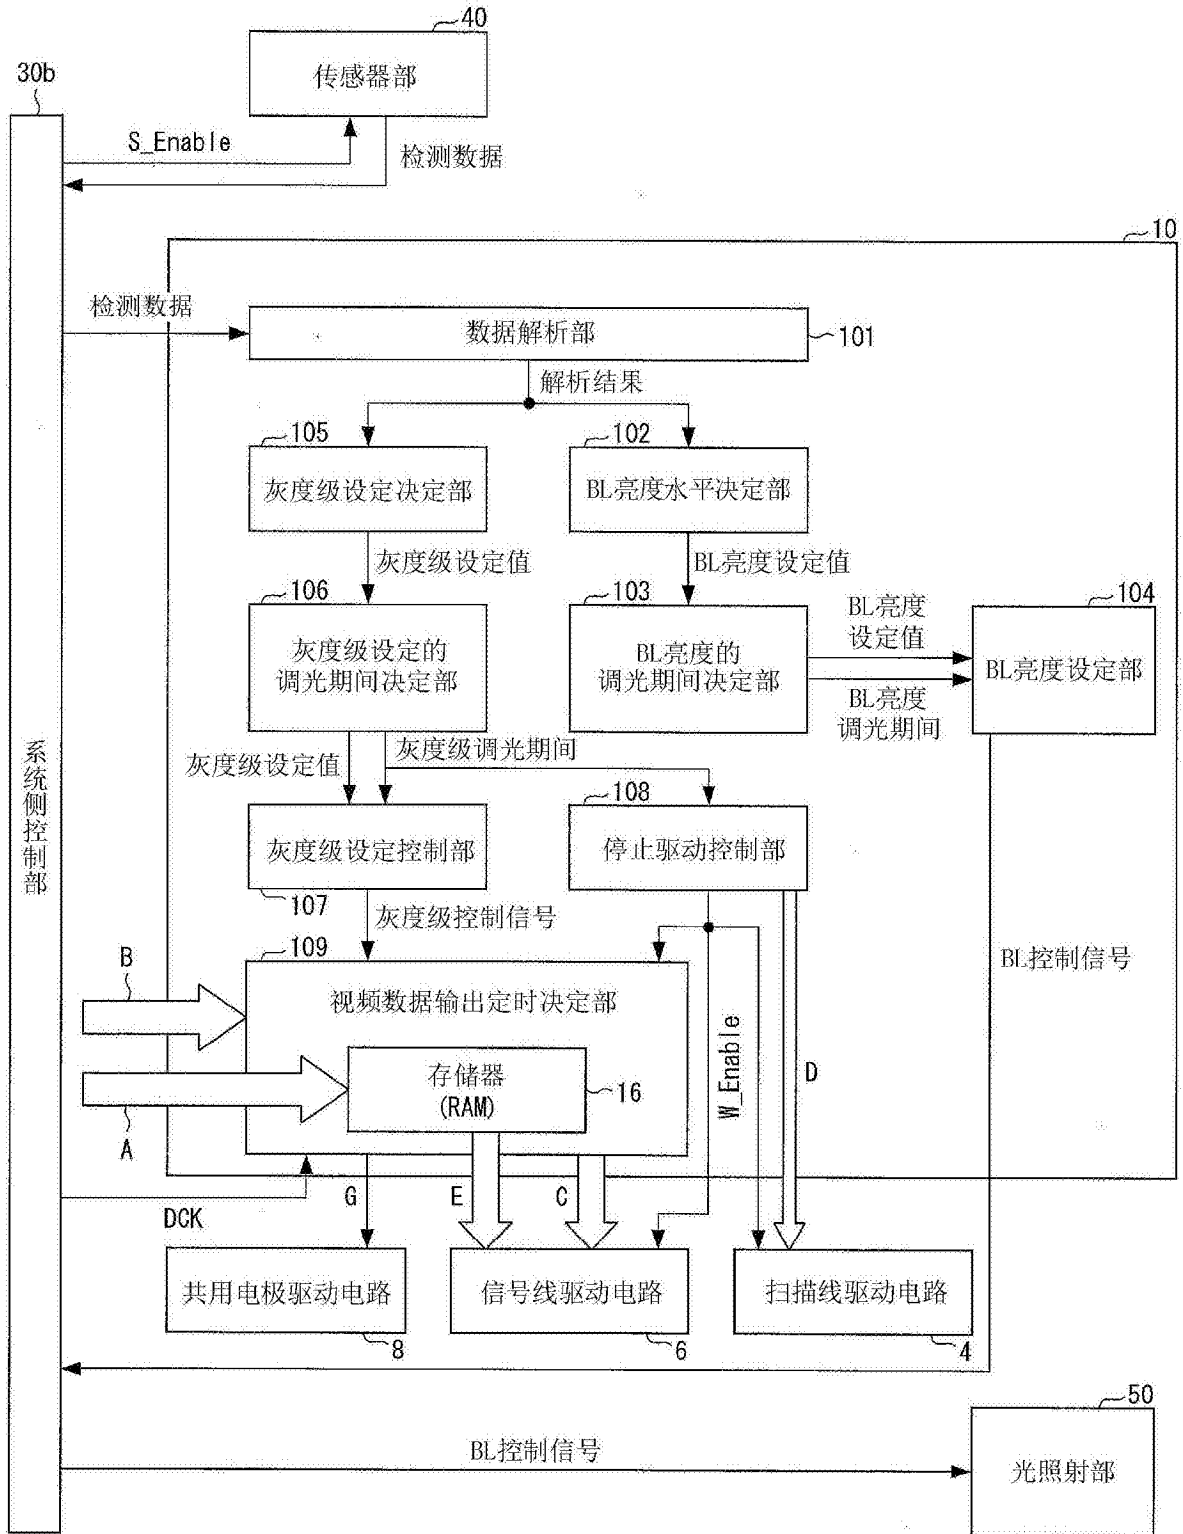 40
传感器部
30b
S_Enable
检测数据
10
检测数据
数据解析部
101
解析结果
105
102
灰度级设定决定部
BL亮度水平决定部
灰度级设定值
BL亮度设定值
106
103
104
灰度级设定的
调光期间决定部
BL亮度的
调光期间决定部
BL亮度
设定值
BL亮度设定部
BL亮度
调光期间
灰度级设定值
灰度级调光期间
系统侧控制部
108
灰度级设定控制部
停止驱动控制部
107
灰度级控制信号
109
B
视频数据输出定时决定部
BL控制信号
存储器
(RAM)
16
W_Enable
D
A
DCK
G
E
C
共用电极驱动电路
信号线驱动电路
扫描线驱动电路
8
6
4
50
BL控制信号
光照射部